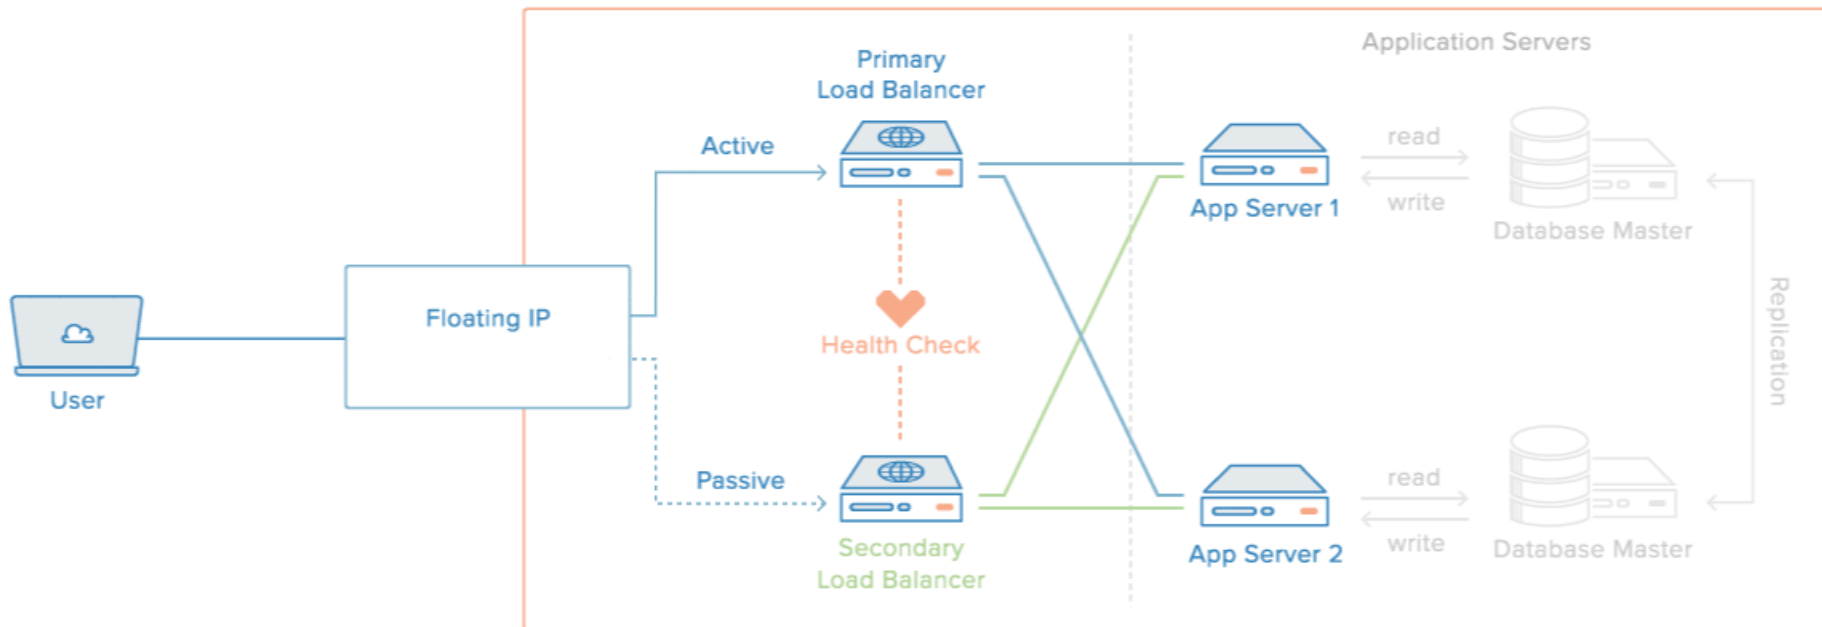 Application Servers
Primary
Load Balancer
Active
read
write
App Server 1
Database Master
Floating IP
User
Health Check
Replication
Passive
read
write
Secondary
Load Balancer
App Server 2
Database Master